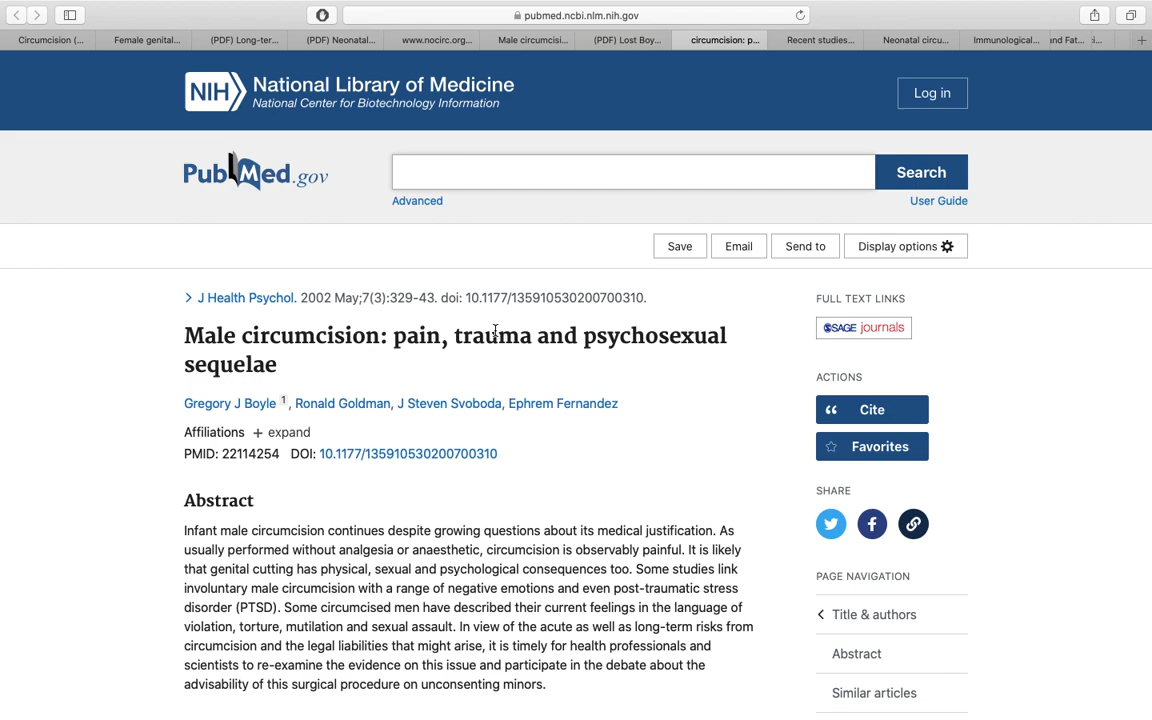 pubmed.ncbi.nlm.nih.gov
Circumcision (... Female genital... (PDF) Long-ter... (PDF) Neonatal... www.nocirc.org... Male circumcisi... (PDF) Lost Boy... circumcision: p... Recent studies... Neonatal circu... Immunological... and Fat...
NIH National Library of Medicine
National Center for Biotechnology Information
Log in
PubMed.gov
Search
Advanced
User Guide
Save Email Send to Display options
J Health Psychol. 2002 May;7(3):329-43. doi: 10.1177/135910530200700310.
Male circumcision: pain, trauma and psychosexual
sequelae
Gregory J Boyle 1, Ronald Goldman, J Steven Svoboda, Ephrem Fernandez
Affiliations + expand
PMID: 22114254 DOI: 10.1177/135910530200700310
Abstract
Infant male circumcision continues despite growing questions about its medical justification. As
usually performed without analgesia or anaesthetic, circumcision is observably painful. It is likely
that genital cutting has physical, sexual and psychological consequences too. Some studies link
involuntary male circumcision with a range of negative emotions and even post-traumatic stress
disorder (PTSD). Some circumcised men have described their current feelings in the language of
violation, torture, mutilation and sexual assault. In view of the acute as well as long-term risks from
circumcision and the legal liabilities that might arise, it is timely for health professionals and
scientists to re-examine the evidence on this issue and participate in the debate about the
advisability of this surgical procedure on unconsenting minors.
FULL TEXT LINKS
SAGE journals
ACTIONS
Cite
Favorites
SHARE
PAGE NAVIGATION
Title & authors
Abstract
Similar articles